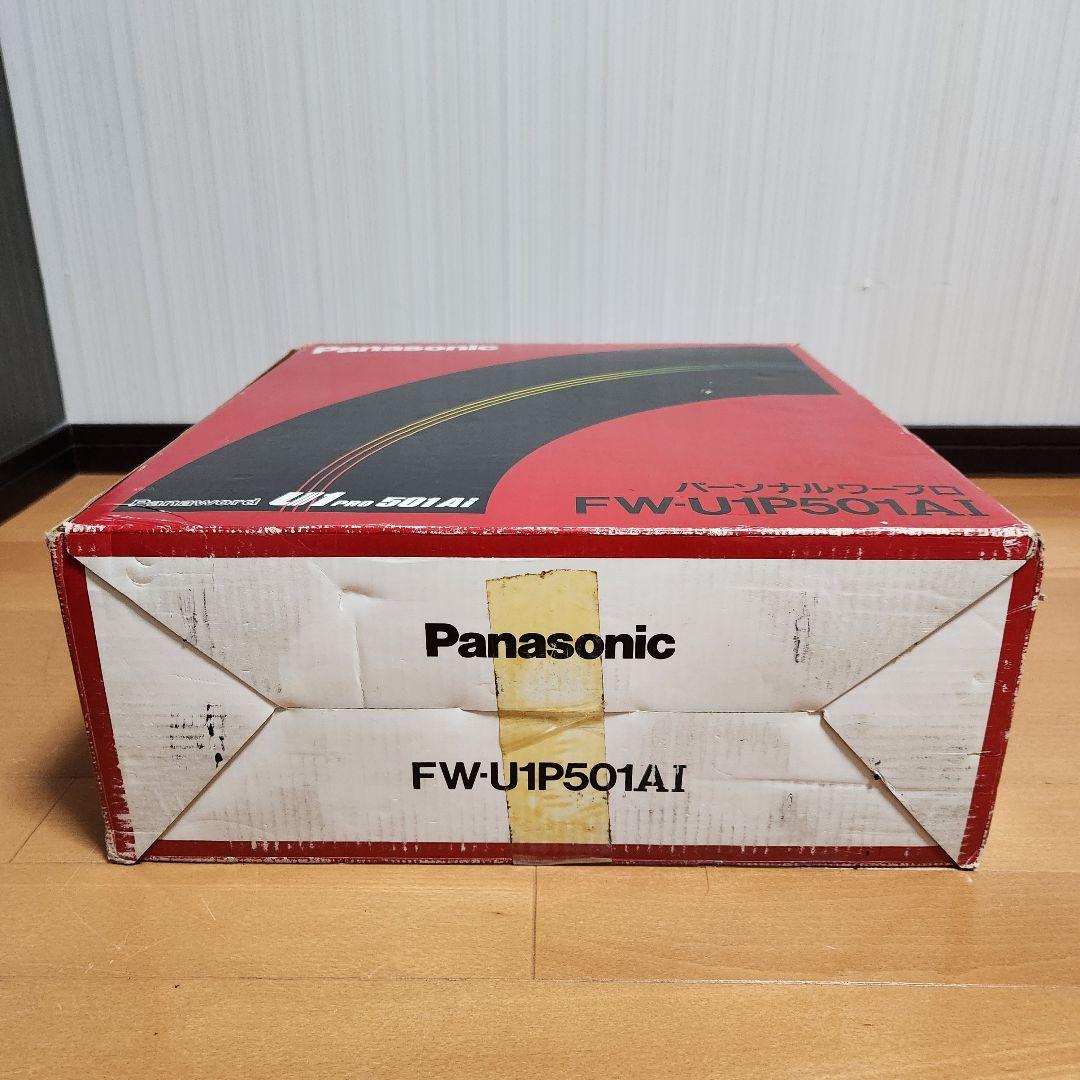 Panasonic
Panaword U1 PRO 501AI
パーソナルワープロ
FW-U1P501AI
Panasonic
FW-U1P501AI